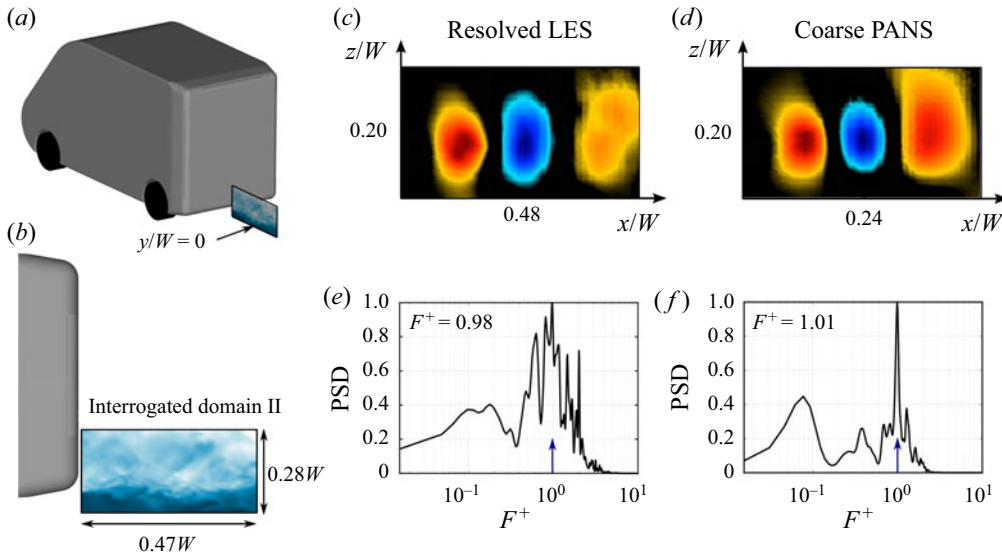 (a)
y/W = 0
(b)
Interrogated domain II
0.28W
0.47W
(c)
Resolved LES
z/W
0.20
0.48
x/W
(d)
Coarse PANS
z/W
0.20
0.24
x/W
(e)
F⁺ = 0.98
1.0
0.8
0.6
0.4
0.2
0
PSD
10⁻¹
10⁰
10¹
F⁺
(f)
F⁺ = 1.01
1.0
0.8
0.6
0.4
0.2
0
PSD
10⁻¹
10⁰
10¹
F⁺